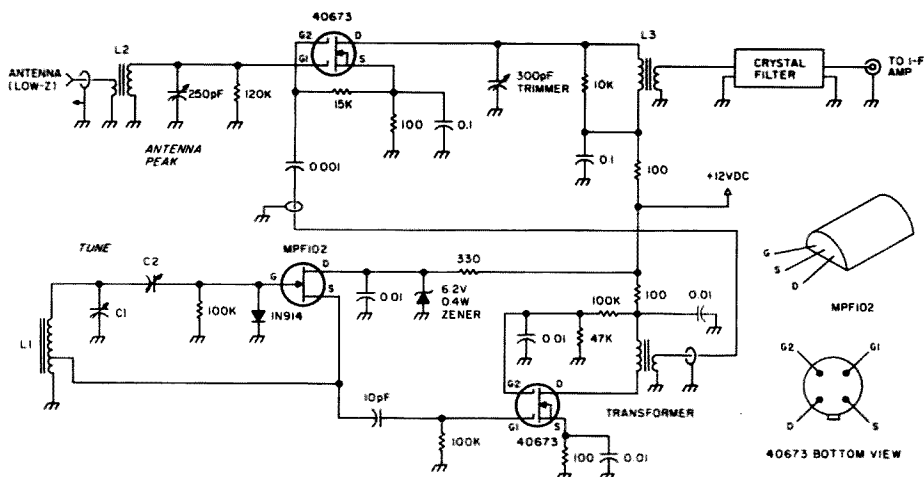 40673
L2
G2
D
G1
S
L3
ANTENNA
(LOW-Z)
250pF
120K
15K
100
0.1
300pF
TRIMMER
10K
CRYSTAL
FILTER
TO I-F
AMP
ANTENNA
PEAK
0.001
0.1
100
+12VDC
TUNE
MPF102
C2
G
D
S
330
G
S
D
MPF102
C1
100K
1N914
0.01
6.2V
0.4W
ZENER
100K
100
0.01
L1
0.01
47K
G2
D
G1
S
TRANSFORMER
10pF
100K
40673
100
0.01
G2
G1
D
S
40673 BOTTOM VIEW